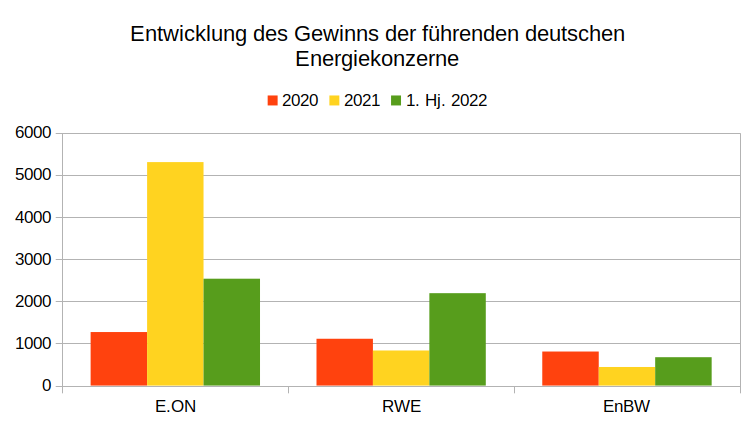 Entwicklung des Gewinns der führenden deutschen
Energiekonzerne
2020 2021 1. Hj. 2022
6000
5000
4000
3000
2000
1000
0
E.ON RWE EnBW